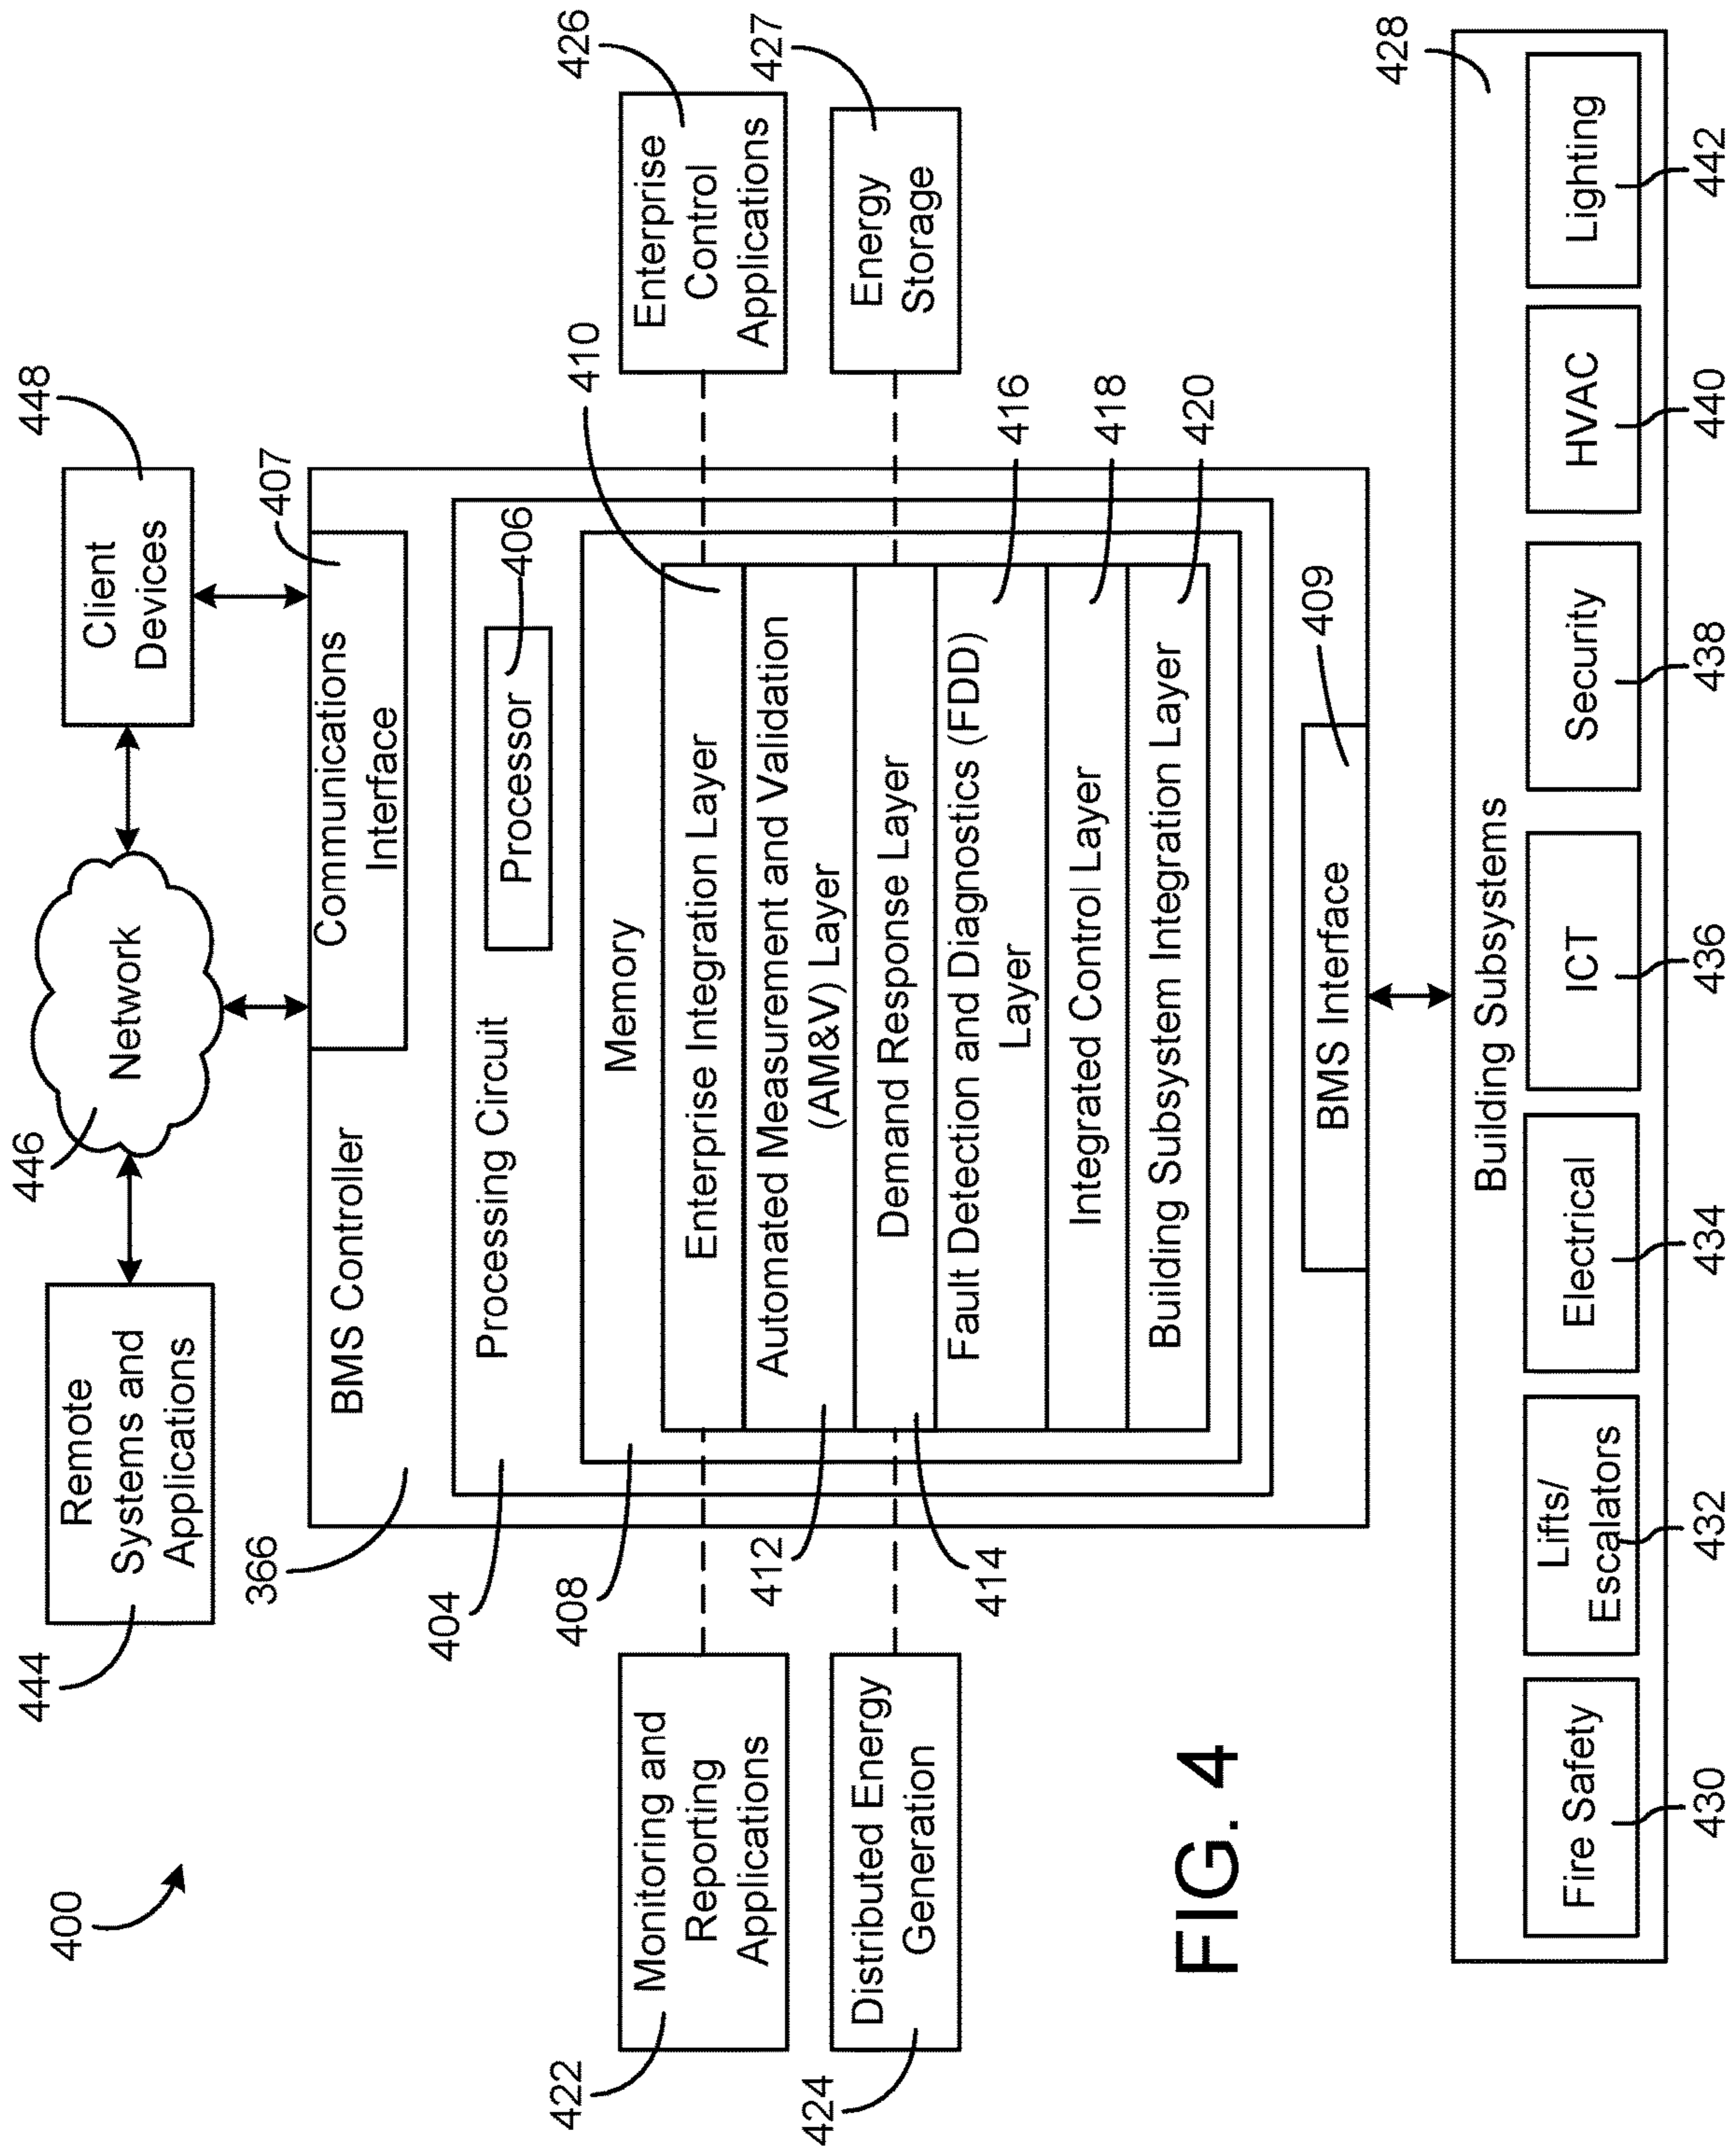 400
444
Remote
Systems and
Applications
446
Network
Client
Devices
448
366
BMS Controller
Communications
Interface
407
404
Processing Circuit
Processor
406
408
Memory
410
Enterprise Integration Layer
412
Automated Measurement and Validation
(AM&V) Layer
414
Demand Response Layer
Fault Detection and Diagnostics (FDD)
Layer
416
Integrated Control Layer
418
Building Subsystem Integration Layer
420
BMS Interface
409
422
Monitoring and
Reporting
Applications
424
Distributed Energy
Generation
Enterprise
Control
Applications
426
Energy
Storage
427
FIG. 4
Building Subsystems
428
Fire Safety
Lifts/
Escalators
Electrical
ICT
Security
HVAC
Lighting
430
432
434
436
438
440
442